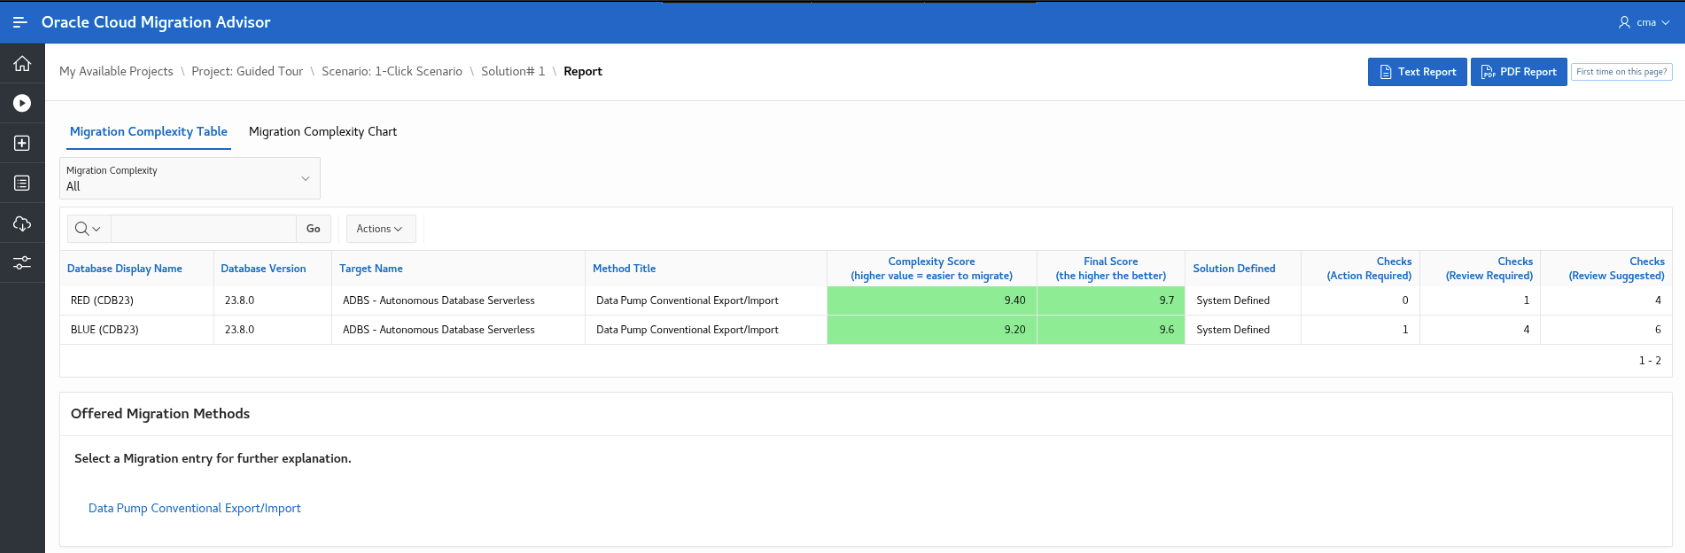 Oracle Cloud Migration Advisor
cma
My Available Projects \ Project: Guided Tour \ Scenario: 1-Click Scenario \ Solution# 1 \ Report
Text Report
PDF Report
First time on this page?
Migration Complexity Table
Migration Complexity Chart
Migration Complexity
All
Go
Actions
Database Display Name Database Version Target Name Method Title Complexity Score (higher value = easier to migrate) Final Score (the higher the better) Solution Defined Checks (Action Required) Checks (Review Required) Checks (Review Suggested)
RED (CDB23) 23.8.0 ADBS - Autonomous Database Serverless Data Pump Conventional Export/Import 9.40 9.7 System Defined 0 1 4
BLUE (CDB23) 23.8.0 ADBS - Autonomous Database Serverless Data Pump Conventional Export/Import 9.20 9.6 System Defined 1 4 6
1 - 2
Offered Migration Methods
Select a Migration entry for further explanation.
Data Pump Conventional Export/Import